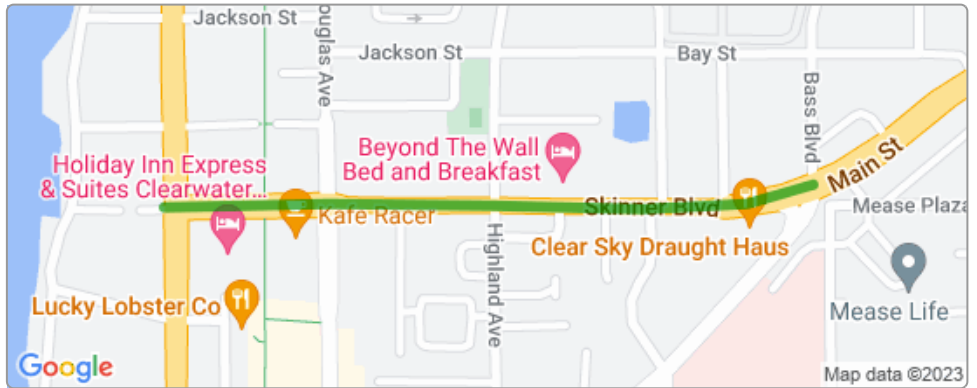 Jackson St
ouglas Ave
Jackson St
Bay St
Bass Blvd
Main St
Beyond The Wall
Bed and Breakfast
Holiday Inn Express
& Suites Clearwater...
Kafe Racer
Skinner Blvd
Mease Plaza
Highland Ave
Clear Sky Draught Haus
Lucky Lobster Co
Mease Life
Google
Map data ©2023